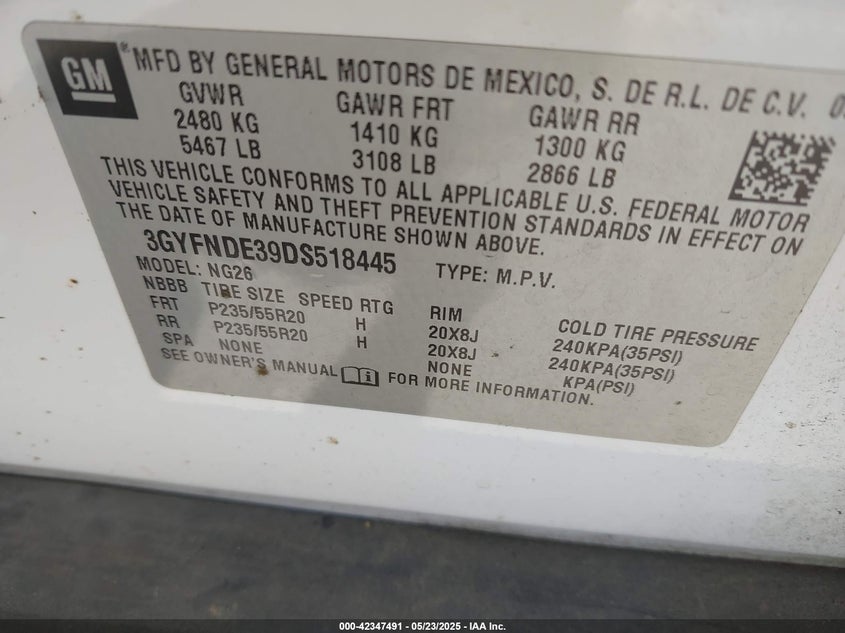 GM
® MFD BY GENERAL MOTORS DE MEXICO, S. DE R.L. DE C.V.
GVWR GAWR FRT GAWR RR
2480 KG 1410 KG 1300 KG
5467 LB 3108 LB 2866 LB
THIS VEHICLE CONFORMS TO ALL APPLICABLE U.S. FEDERAL MOTOR
VEHICLE SAFETY AND THEFT PREVENTION STANDARDS IN EFFECT ON
THE DATE OF MANUFACTURE SHOWN ABOVE.
3GYFNDE39DS518445 TYPE: M.P.V.
MODEL: NG26
NBBB TIRE SIZE SPEED RTG RIM COLD TIRE PRESSURE
FRT P235/55R20 H 20X8J 240KPA(35PSI)
RR P235/55R20 H 20X8J 240KPA(35PSI)
SPA NONE NONE KPA(PSI)
SEE OWNER'S MANUAL FOR MORE INFORMATION.
000-42347491 — 05/23/2025 — IAA Inc.